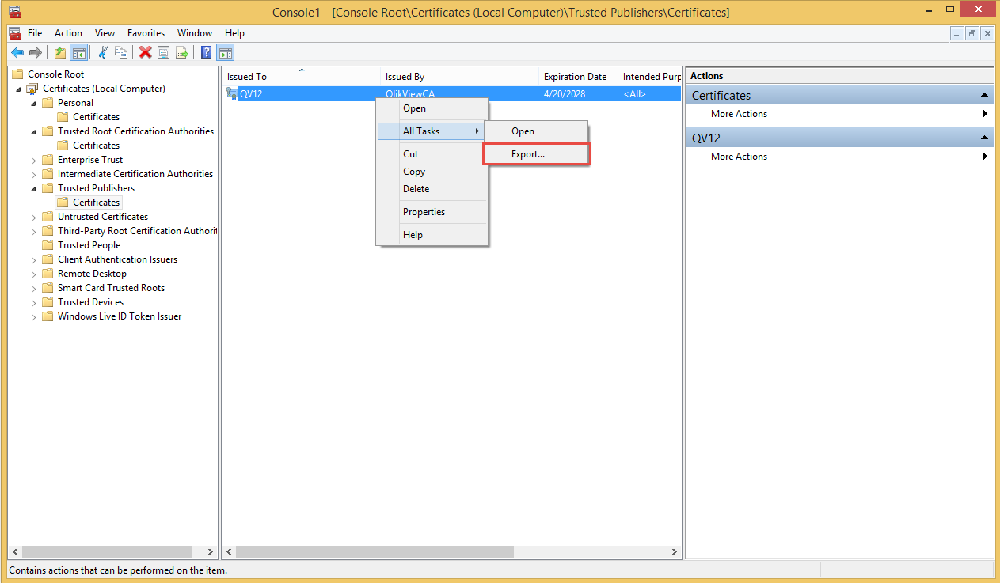 Console1 - [Console Root\Certificates (Local Computer)\Trusted Publishers\Certificates]
File Action View Favorites Window Help
Console Root
Certificates (Local Computer)
Personal
Certificates
Trusted Root Certification Authorities
Certificates
Enterprise Trust
Intermediate Certification Authorities
Trusted Publishers
Certificates
Untrusted Certificates
Third-Party Root Certification Authorit
Trusted People
Client Authentication Issuers
Remote Desktop
Smart Card Trusted Roots
Trusted Devices
Windows Live ID Token Issuer
Issued To Issued By Expiration Date Intended Purp
QV12 QlikViewCA 4/20/2028 <All>
Open
All Tasks
Cut
Copy
Delete
Properties
Help
Open
Export...
Actions
Certificates
More Actions
QV12
More Actions
Contains actions that can be performed on the item.